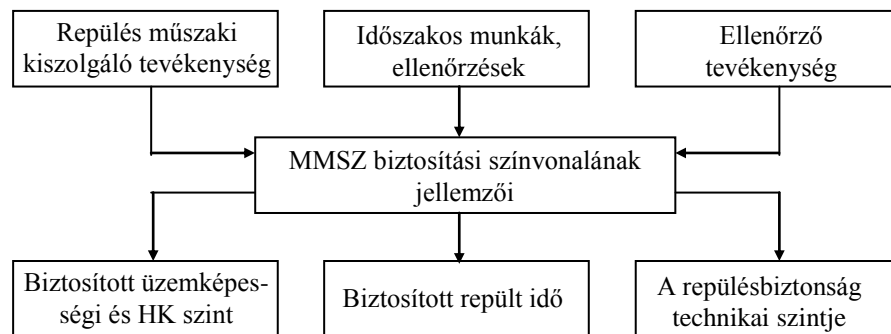 Repülés műszaki
kiszolgáló tevékenység
Időszakos munkák,
ellenőrzések
Ellenőrző
tevékenység
MMSZ biztosítási színvonalának
jellemzői
Biztosított üzemképes-
ségi és HK szint
Biztosított repült idő
A repülésbiztonság
technikai szintje